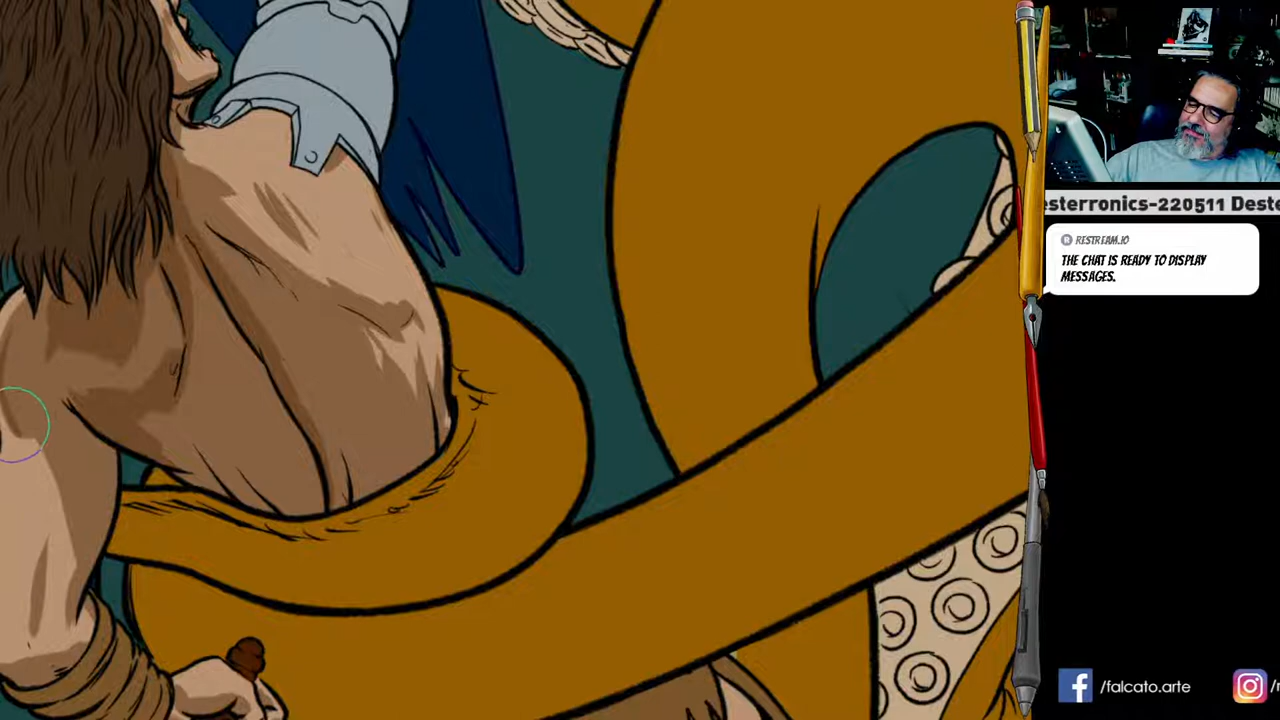 esterronics-220511 Deste
RESTREAM.IO
THE CHAT IS READY TO DISPLAY
MESSAGES.
/falcato.arte